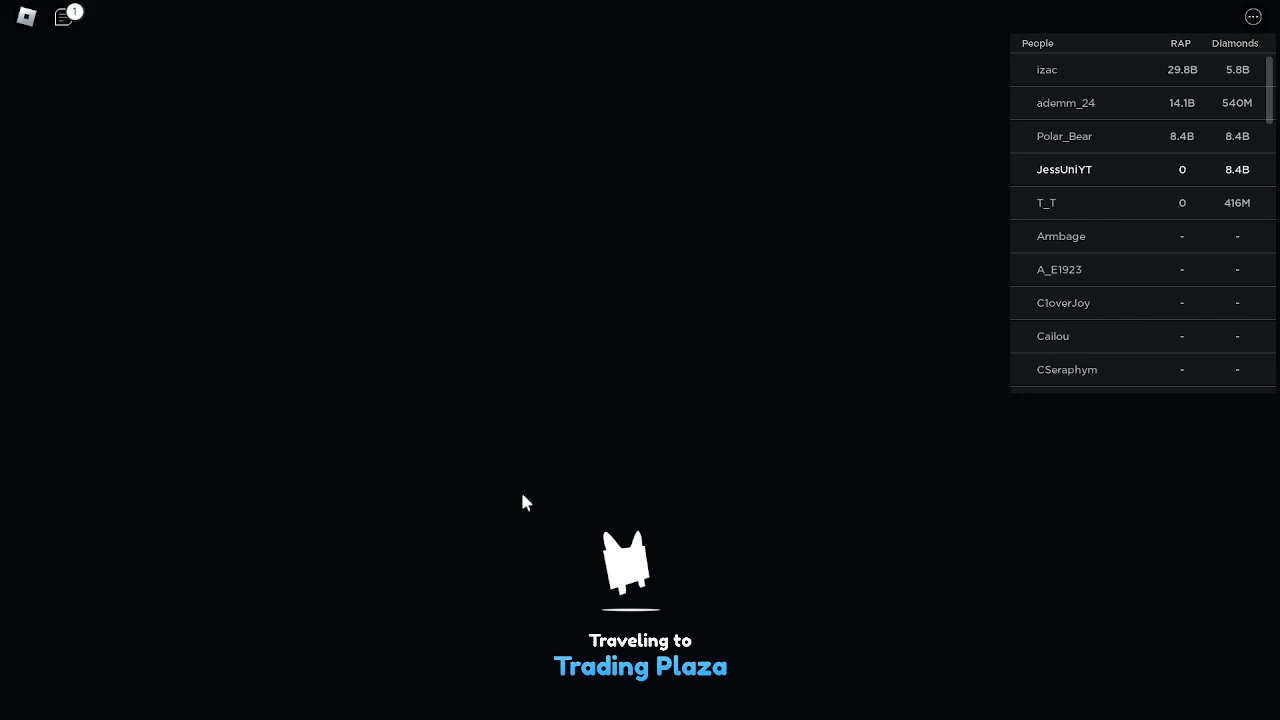 1
People RAP Diamonds
izac 29.8B 5.8B
ademm_24 14.1B 540M
Polar_Bear 8.4B 8.4B
JessUniYT 0 8.4B
T_T 0 416M
Armbage - -
A_E1923 - -
C1overJoy - -
Cailou - -
CSeraphym - -
Traveling to
Trading Plaza